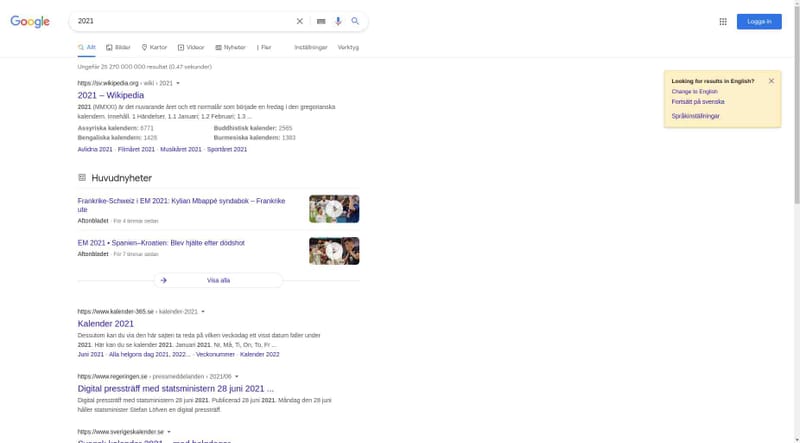 Google
2021
Logga in
Allt Bilder Kartor Videor Nyheter Fler Inställningar Verktyg
Ungefär 25 270 000 000 resultat (0,47 sekunder)
https://sv.wikipedia.org › wiki › 2021
2021 – Wikipedia
2021 (MMXXI) är det nuvarande året och ett normalår som började en fredag i den gregorianska
kalendern. Innehåll. 1 Händelser. 1.1 Januari; 1.2 Februari; 1.3 ...
Assyriska kalendern: 6771 Buddhistisk kalender: 2565
Bengaliska kalendern: 1428 Burmesiska kalendern: 1383
Avlidna 2021 · Filmåret 2021 · Musikåret 2021 · Sportåret 2021
Looking for results in English?
Change to English
Fortsätt på svenska
Språkinställningar
Huvudnyheter
Frankrike-Schweiz i EM 2021: Kylian Mbappé syndabok – Frankrike
ute
Aftonbladet · För 4 timmar sedan
EM 2021 • Spanien–Kroatien: Blev hjälte efter dödshot
Aftonbladet · För 7 timmar sedan
Visa alla
https://www.kalender-365.se › kalender-2021
Kalender 2021
Dessutom kan du via den här sajten ta reda på vilken veckodag ett visst datum faller under
2021. Här kan du se kalender 2021. Januari 2021. Nr, Må, Ti, On, To, Fr ...
Juni 2021 · Alla helgons dag 2021, 2022... · Veckonummer · Kalender 2022
https://www.regeringen.se › pressmeddelanden › 2021/06
Digital pressträff med statsministern 28 juni 2021 ...
Digital pressträff med statsministern 28 juni 2021. Publicerad 28 juni 2021. Måndag den 28 juni
håller statsminister Stefan Löfven en digital pressträff.
https://www.sverigeskalender.se
Svensk kalender 2021 – med helgdagar